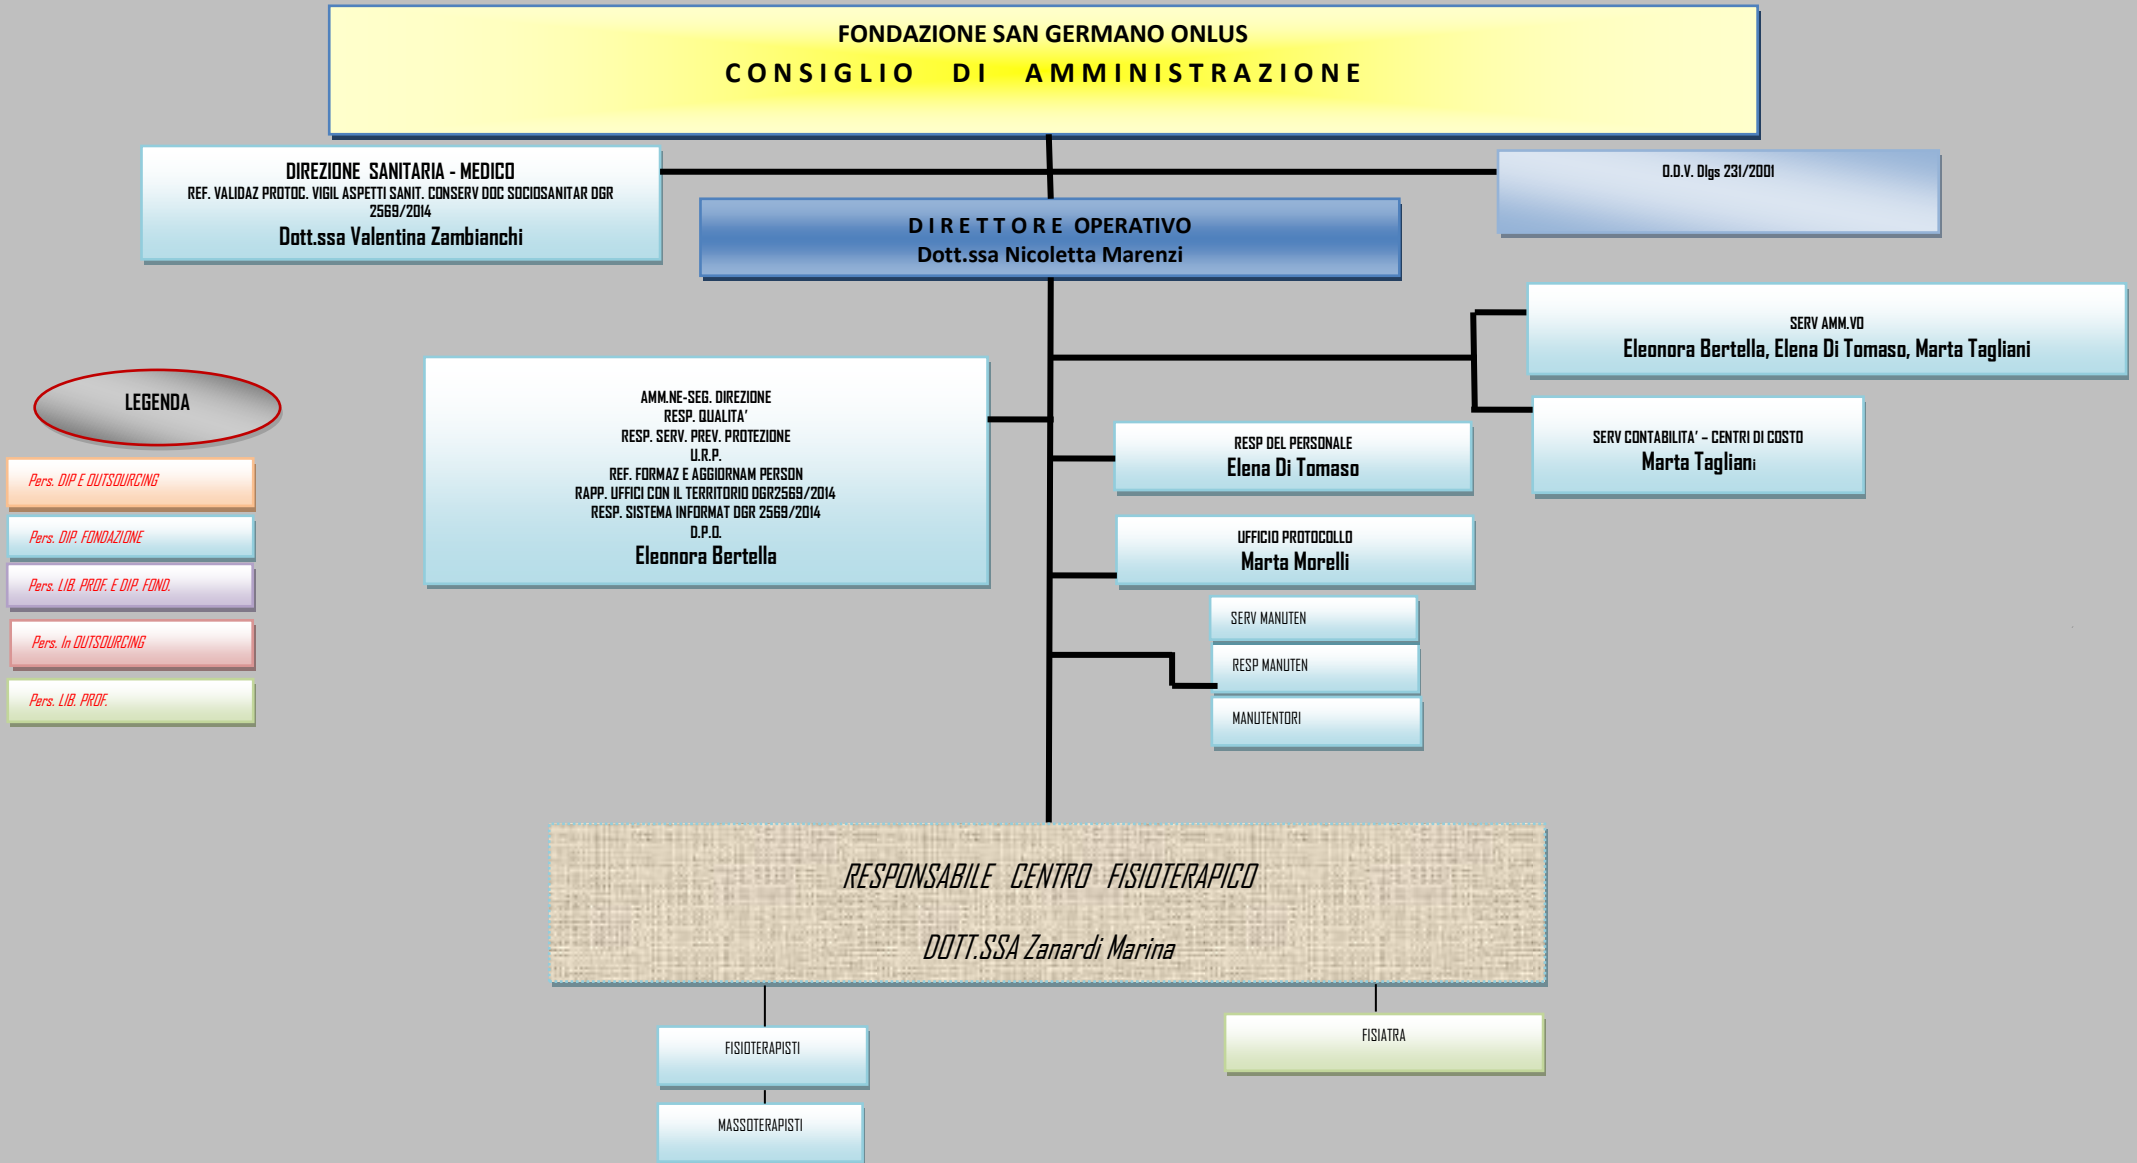 FONDAZIONE SAN GERMANO ONLUS
CONSIGLIO DI AMMINISTRAZIONE
DIREZIONE SANITARIA - MEDICO
REF. VALIDAZ PROTOC. VIGIL ASPETTI SANIT. CONSERV DOC SOCIOSANITAR DGR
2569/2014
Dott.ssa Valentina Zambianchi
O.D.V. Dlgs 231/2001
DIRETTORE OPERATIVO
Dott.ssa Nicoletta Marenzi
SERV AMM.VO
Eleonora Bertella, Elena Di Tomaso, Marta Tagliani
LEGENDA
Pers. DIP E OUTSOURCING
Pers. DIP. FONDAZIONE
Pers. LIB. PROF. E DIP. FOND.
Pers. In OUTSOURCING
Pers. LIB. PROF.
AMM.NE-SEG. DIREZIONE
RESP. QUALITA'
RESP. SERV. PREV. PROTEZIONE
U.R.P.
REF. FORMAZ E AGGIORNAM PERSON
RAPP. UFFICI CON IL TERRITORIO DGR2569/2014
RESP. SISTEMA INFORMAT DGR 2569/2014
D.P.O.
Eleonora Bertella
SERV CONTABILITA' – CENTRI DI COSTO
Marta Tagliani
RESP DEL PERSONALE
Elena Di Tomaso
UFFICIO PROTOCOLLO
Marta Morelli
SERV MANUTEN
RESP MANUTEN
MANUTENTORI
RESPONSABILE CENTRO FISIOTERAPICO
DOTT.SSA Zanardi Marina
FISIOTERAPISTI
FISIATRA
MASSOTERAPISTI